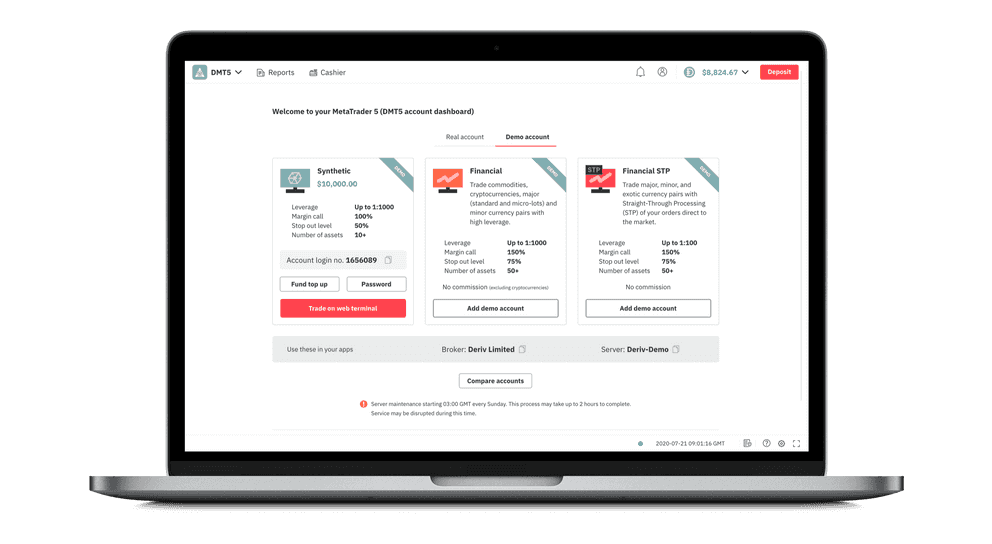 DMT5 Reports Cashier $8,824.67 Deposit
Welcome to your MetaTrader 5 (DMT5 account dashboard)
Real account Demo account
DEMO
Synthetic
$10,000.00
Leverage Up to 1:1000
Margin call 100%
Stop out level 50%
Number of assets 10+
Account login no. 1656089
Fund top up Password
Trade on web terminal
DEMO
Financial
Trade commodities,
cryptocurrencies, major
(standard and micro-lots) and
minor currency pairs with
high leverage.
Leverage Up to 1:1000
Margin call 150%
Stop out level 75%
Number of assets 50+
No commission (excluding cryptocurrencies)
Add demo account
DEMO
STP
Financial STP
Trade major, minor, and
exotic currency pairs with
Straight-Through Processing
(STP) of your orders direct to
the market.
Leverage Up to 1:100
Margin call 150%
Stop out level 75%
Number of assets 50+
No commission
Add demo account
Use these in your apps Broker: Deriv Limited Server: Deriv-Demo
Compare accounts
Server maintenance starting 03:00 GMT every Sunday. This process may take up to 2 hours to complete.
Service may be disrupted during this time.
2020-07-21 09:01:16 GMT